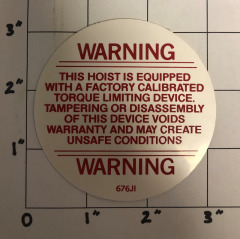 3"
WARNING
THIS HOIST IS EQUIPPED
2"
WITH A FACTORY CALIBRATED
TORQUE LIMITING DEVICE.
TAMPERING OR DISASSEMBLY
OF THIS DEVICE VOIDS
WARRANTY AND MAY CREATE
1"
UNSAFE CONDITIONS
WARNING
676JI
0 1" 2" 3"